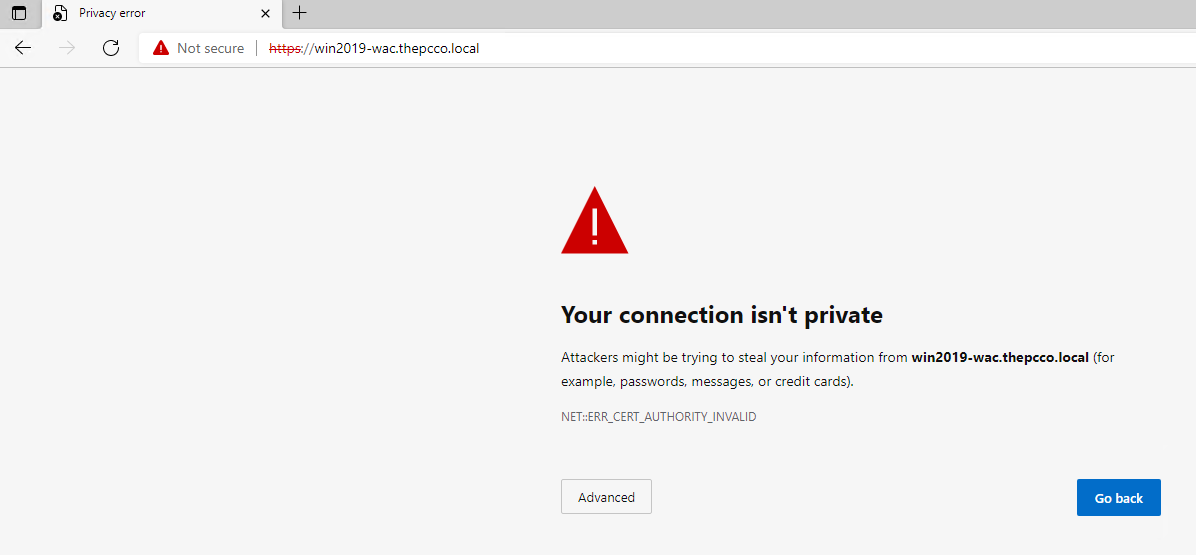 Privacy error
Not secure https://win2019-wac.thepcco.local
!
Your connection isn't private
Attackers might be trying to steal your information from win2019-wac.thepcco.local (for
example, passwords, messages, or credit cards).
NET::ERR_CERT_AUTHORITY_INVALID
Advanced Go back